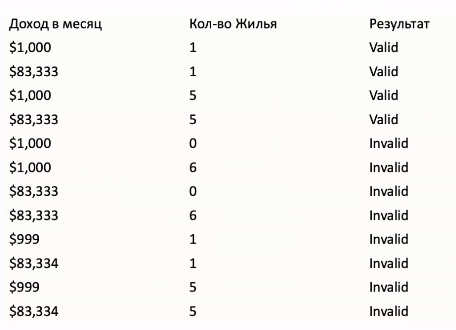 Доход в месяц Кол-во Жилья Результат
$1,000 1 Valid
$83,333 1 Valid
$1,000 5 Valid
$83,333 5 Valid
$1,000 0 Invalid
$1,000 6 Invalid
$83,333 0 Invalid
$83,333 6 Invalid
$999 1 Invalid
$83,334 1 Invalid
$999 5 Invalid
$83,334 5 Invalid